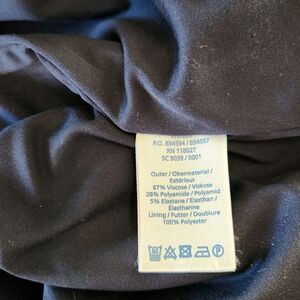 P.O. 894594 / 894597
RN 118027
SC 9039 / 0001
Outer / Obermaterial /
Extérieur
67% Viscose / Viskose
28% Polyamide / Polyamid
5% Elastane / Elasthan /
Élasthanne
Lining / Futter / Doublure
100% Polyester